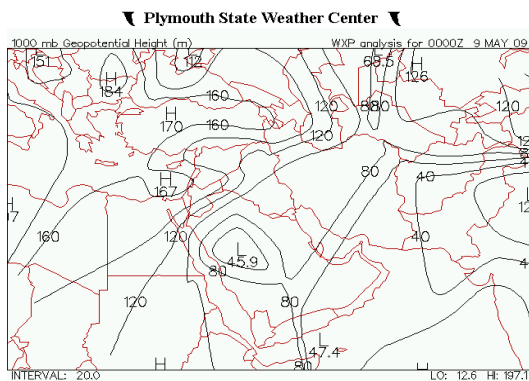 Plymouth State Weather Center
1000 mb Geopotential Height (m) WXP analysis for 0000Z 9 MAY 09
151 H 184 112 68.5 H 126
160 120 80 120
H 170 160 120
H 167 80 40
160 120 40
L 45.9 80
120 80
L 47.4
H
INTERVAL: 20.0 LO: 12.6 HI: 197.1